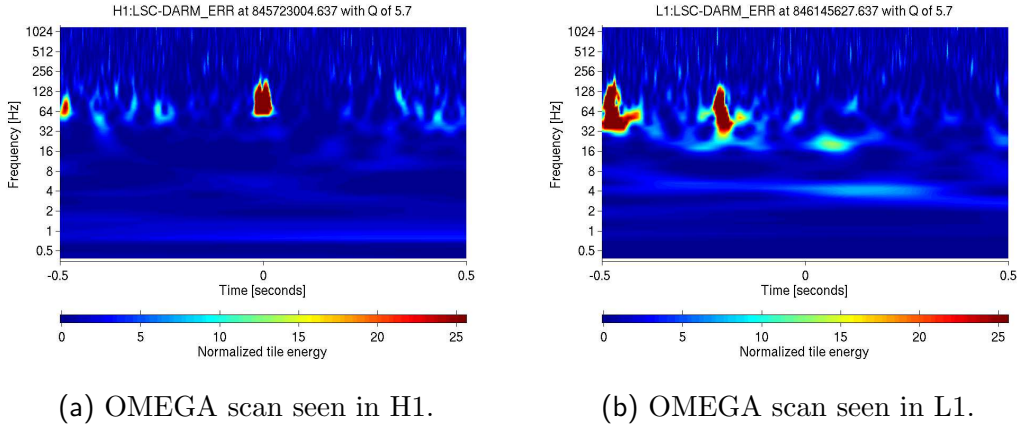 H1:LSC-DARM_ERR at 845723004.637 with Q of 5.7
1024
512
256
128
64
32
16
8
4
2
1
0.5
Frequency [Hz]
-0.5 0 0.5
Time [seconds]
0 5 10 15 20 25
Normalized tile energy
(a) OMEGA scan seen in H1.
L1:LSC-DARM_ERR at 846145627.637 with Q of 5.7
1024
512
256
128
64
32
16
8
4
2
1
0.5
Frequency [Hz]
-0.5 0 0.5
Time [seconds]
0 5 10 15 20 25
Normalized tile energy
(b) OMEGA scan seen in L1.